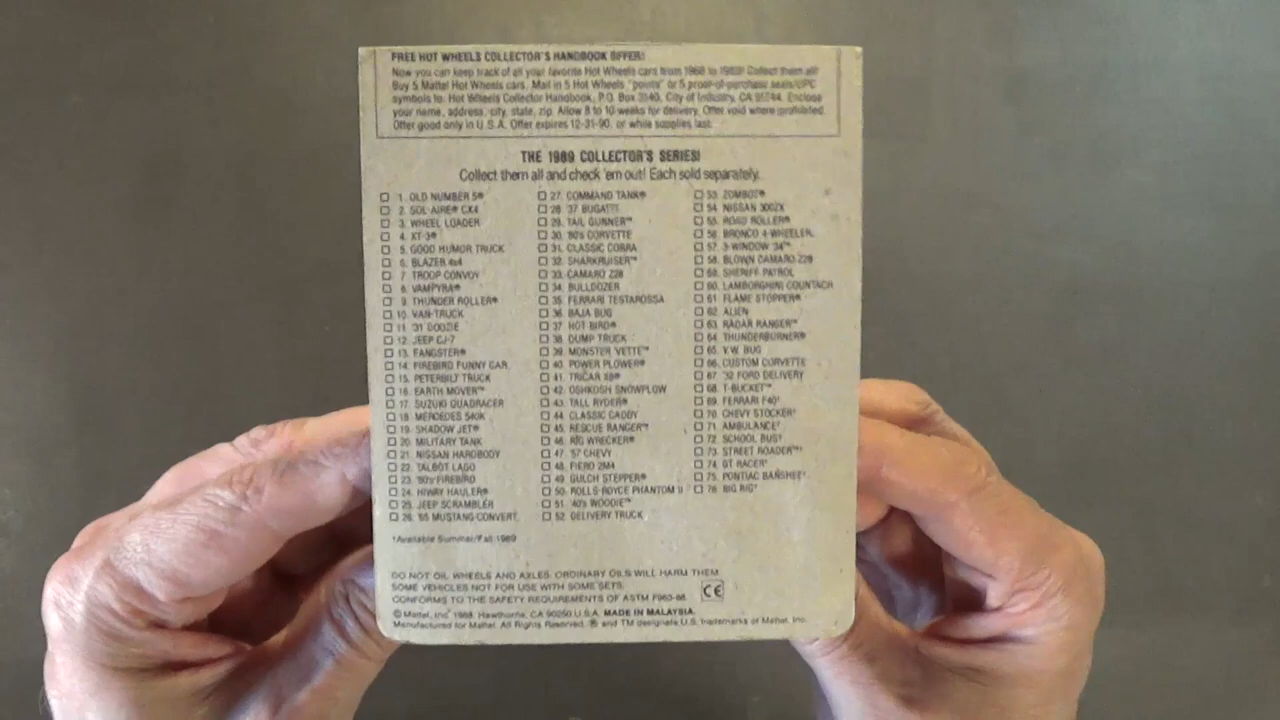 FREE HOT WHEELS COLLECTOR'S HANDBOOK OFFER!
Now you can keep track of all your favorite Hot Wheels cars from 1968 to 1989! Collect them all!
Buy 5 Mattel Hot Wheels cars. Mail in 5 Hot Wheels "points" or 5 proof-of-purchase seals/UPC
symbols to: Hot Wheels Collector Handbook, P.O. Box 3140, City of Industry, CA Enclose
your name, address, city, state, zip. Allow 8 to 10 weeks for delivery. Offer void where prohibited.
Offer good only in U.S.A. Offer expires 12-31-90, or while supplies last.
THE 1989 COLLECTOR'S SERIES!
Collect them all and check 'em out! Each sold separately.
1. OLD NUMBER 5®
2. SOL-AIRE® CX4
3. WHEEL LOADER
4. XT-3®
5. GOOD HUMOR TRUCK
6. BLAZER 4x4
7. TROOP CONVOY
8. VAMPYRA®
9. THUNDER ROLLER®
10. VAN-TRUCK
11. '31 DOOZIE
12. JEEP CJ-7
13. FANGSTER®
14. FIREBIRD FUNNY CAR
15. PETERBILT TRUCK
16. EARTH MOVER™
17. SUZUKI QUADRACER
18. MERCEDES 540K
19. SHADOW JET®
20. MILITARY TANK
21. NISSAN HARDBODY
22. TALBOT LAGO
23. '80's FIREBIRD
24. HIWAY HAULER®
25. JEEP SCRAMBLER
26. '65 MUSTANG CONVERT.
27. COMMAND TANK®
28. '37 BUGATTI
29. TAIL GUNNER™
30. '80's CORVETTE
31. CLASSIC COBRA
32. SHARKRUISER™
33. CAMARO Z28
34. BULLDOZER
35. FERRARI TESTAROSSA
36. BAJA BUG
37. HOT BIRD®
38. DUMP TRUCK
39. MONSTER VETTE™
40. POWER PLOWER®
41. TRICAR X8®
42. OSHKOSH SNOWPLOW
43. TALL RYDER®
44. CLASSIC CADDY
45. RESCUE RANGER™
46. RIG WRECKER®
47. '57 CHEVY
48. FIERO 2M4
49. GULCH STEPPER®
50. ROLLS-ROYCE PHANTOM II
51. '40's WOODIE™
52. DELIVERY TRUCK
53. ZOMBOT®
54. NISSAN 300ZX
55. ROAD ROLLER®
56. BRONCO 4-WHEELER
57. 3-WINDOW '34™
58. BLOWN CAMARO Z28
59. SHERIFF PATROL
60. LAMBORGHINI COUNTACH
61. FLAME STOPPER®
62. ALIEN
63. RADAR RANGER™
64. THUNDERBURNER®
65. V.W. BUG
66. CUSTOM CORVETTE
67. '32 FORD DELIVERY
68. T-BUCKET™
69. FERRARI F40†
70. CHEVY STOCKER†
71. AMBULANCE†
72. SCHOOL BUS†
73. STREET ROADER™†
74. GT RACER†
75. PONTIAC BANSHEE†
76. BIG RIG†
†Available Summer/Fall 1989
DO NOT OIL WHEELS AND AXLES. ORDINARY OILS WILL HARM THEM.
SOME VEHICLES NOT FOR USE WITH SOME SETS.
CONFORMS TO THE SAFETY REQUIREMENTS OF ASTM F963-86.
CE
© Mattel, Inc. 1988, Hawthorne, CA 90250 U.S.A. MADE IN MALAYSIA.
Manufactured for Mattel. All Rights Reserved. ® and TM designate U.S. trademarks of Mattel, Inc.